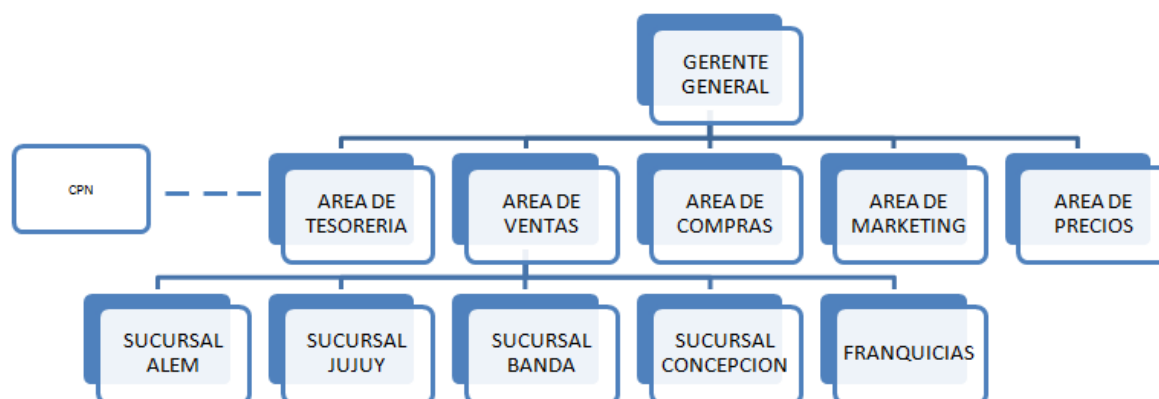 GERENTE
GENERAL
CPN
AREA DE
TESORERIA
AREA DE
VENTAS
AREA DE
COMPRAS
AREA DE
MARKETING
AREA DE
PRECIOS
SUCURSAL
ALEM
SUCURSAL
JUJUY
SUCURSAL
BANDA
SUCURSAL
CONCEPCION
FRANQUICIAS